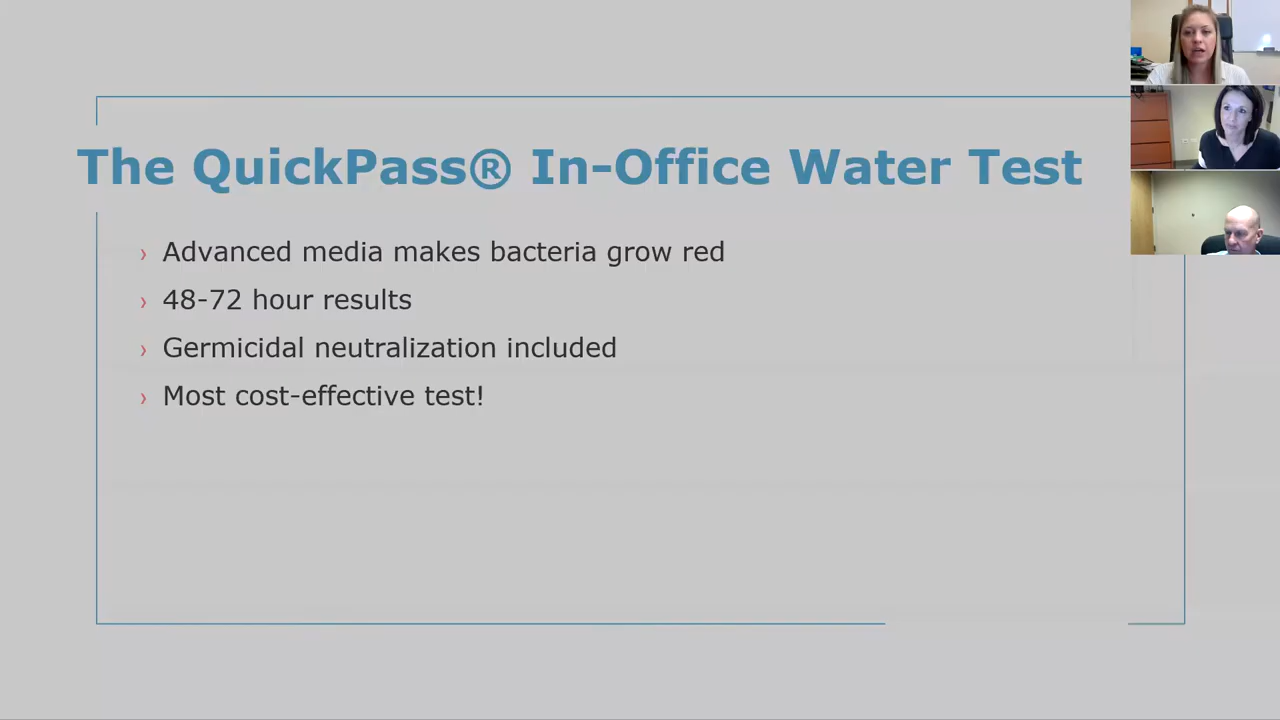 The QuickPass® In-Office Water Test
› Advanced media makes bacteria grow red
› 48-72 hour results
› Germicidal neutralization included
› Most cost-effective test!